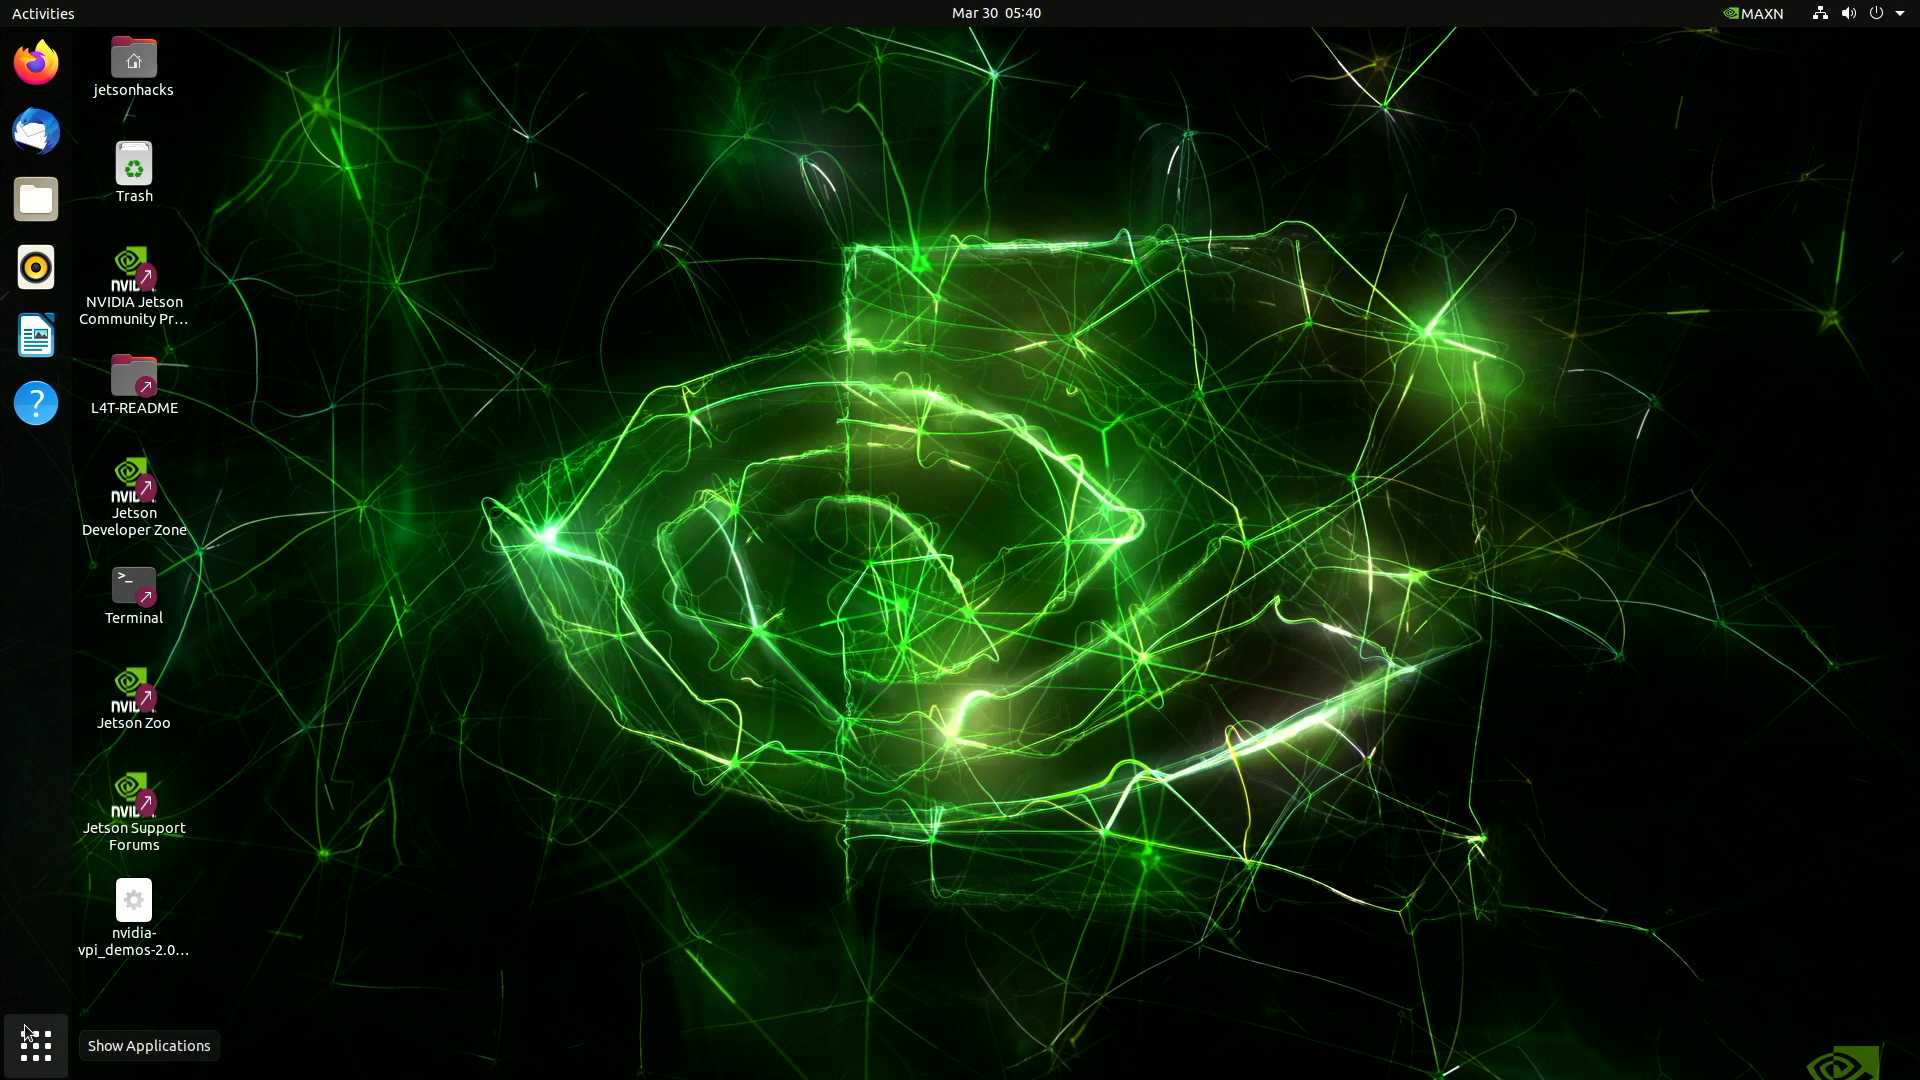 Activities
Mar 30 05:40
MAXN
jetsonhacks
Trash
NVIDIA Jetson
Community Pr...
L4T-README
Jetson
Developer Zone
>_
Terminal
Jetson Zoo
Jetson Support
Forums
nvidia-
vpi_demos-2.0...
Show Applications